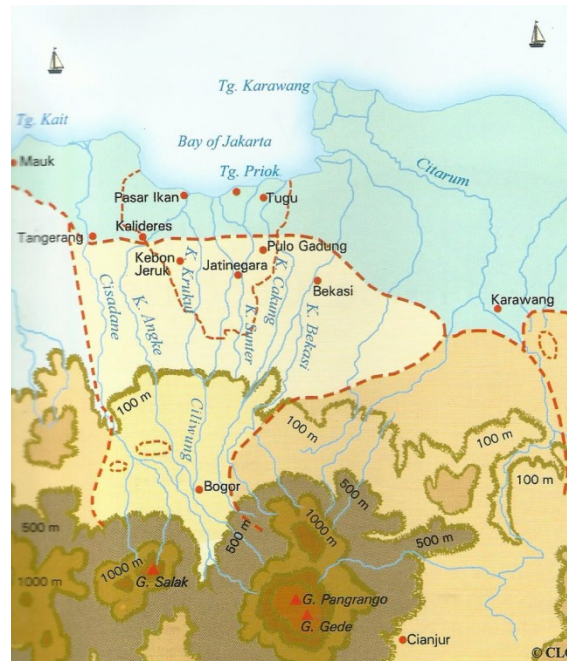 Tg. Karawang
Tg. Kait
Bay of Jakarta
Citarum
Mauk
Tg. Priok
Pasar Ikan
Tugu
Kalideres
Tangerang
Pulo Gadung
Kebon
Jeruk
K. Krukut
Jatinegara
K. Cakung
Bekasi
Karawang
Cisadane
K. Angke
K. Sunter
K. Bekasi
100 m
100 m
100 m
100 m
Ciliwung
Bogor
500 m
500 m
500 m
500 m
1000 m
1000 m
1000 m
G. Salak
G. Pangrango
G. Gede
Cianjur
© CLC